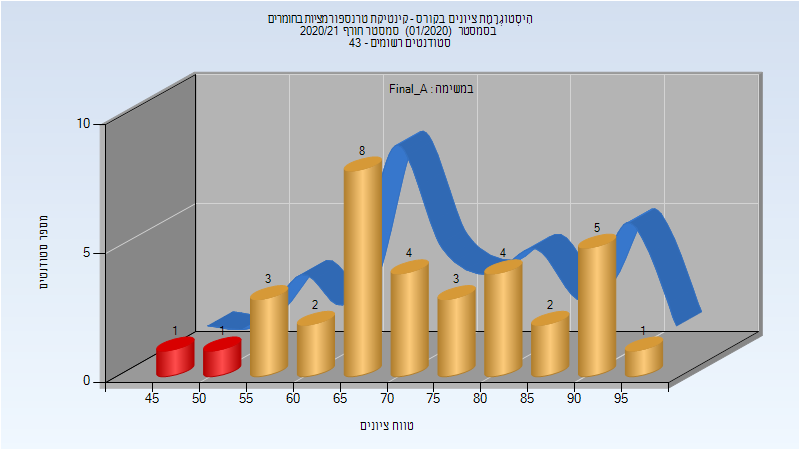 היסטוגרמת ציונים בקורס - קינטיקת טרנספורמציות בחומרים
בסמסטר (01/2020) סמסטר חורף 2020/21
סטודנטים רשומים - 43
במשימה : Final_A
מספר סטודנטים
10
5
0
1
1
3
2
8
4
3
4
2
5
1
45 50 55 60 65 70 75 80 85 90 95
טווח ציונים